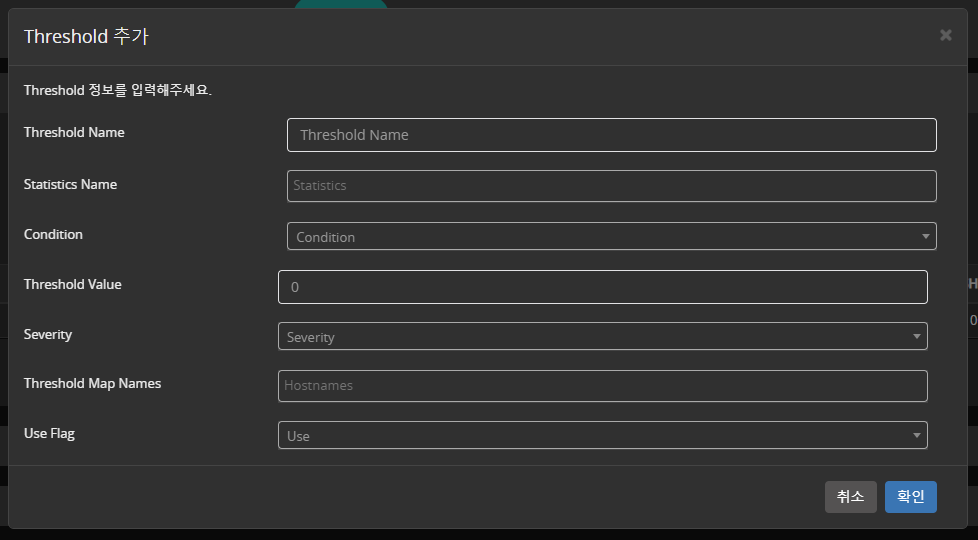 Threshold 추가
×
Threshold 정보를 입력해주세요.
Threshold Name
Threshold Name
Statistics Name
Statistics
Condition
Condition
Threshold Value
0
Severity
Severity
Threshold Map Names
Hostnames
Use Flag
Use
H
0
취소
확인